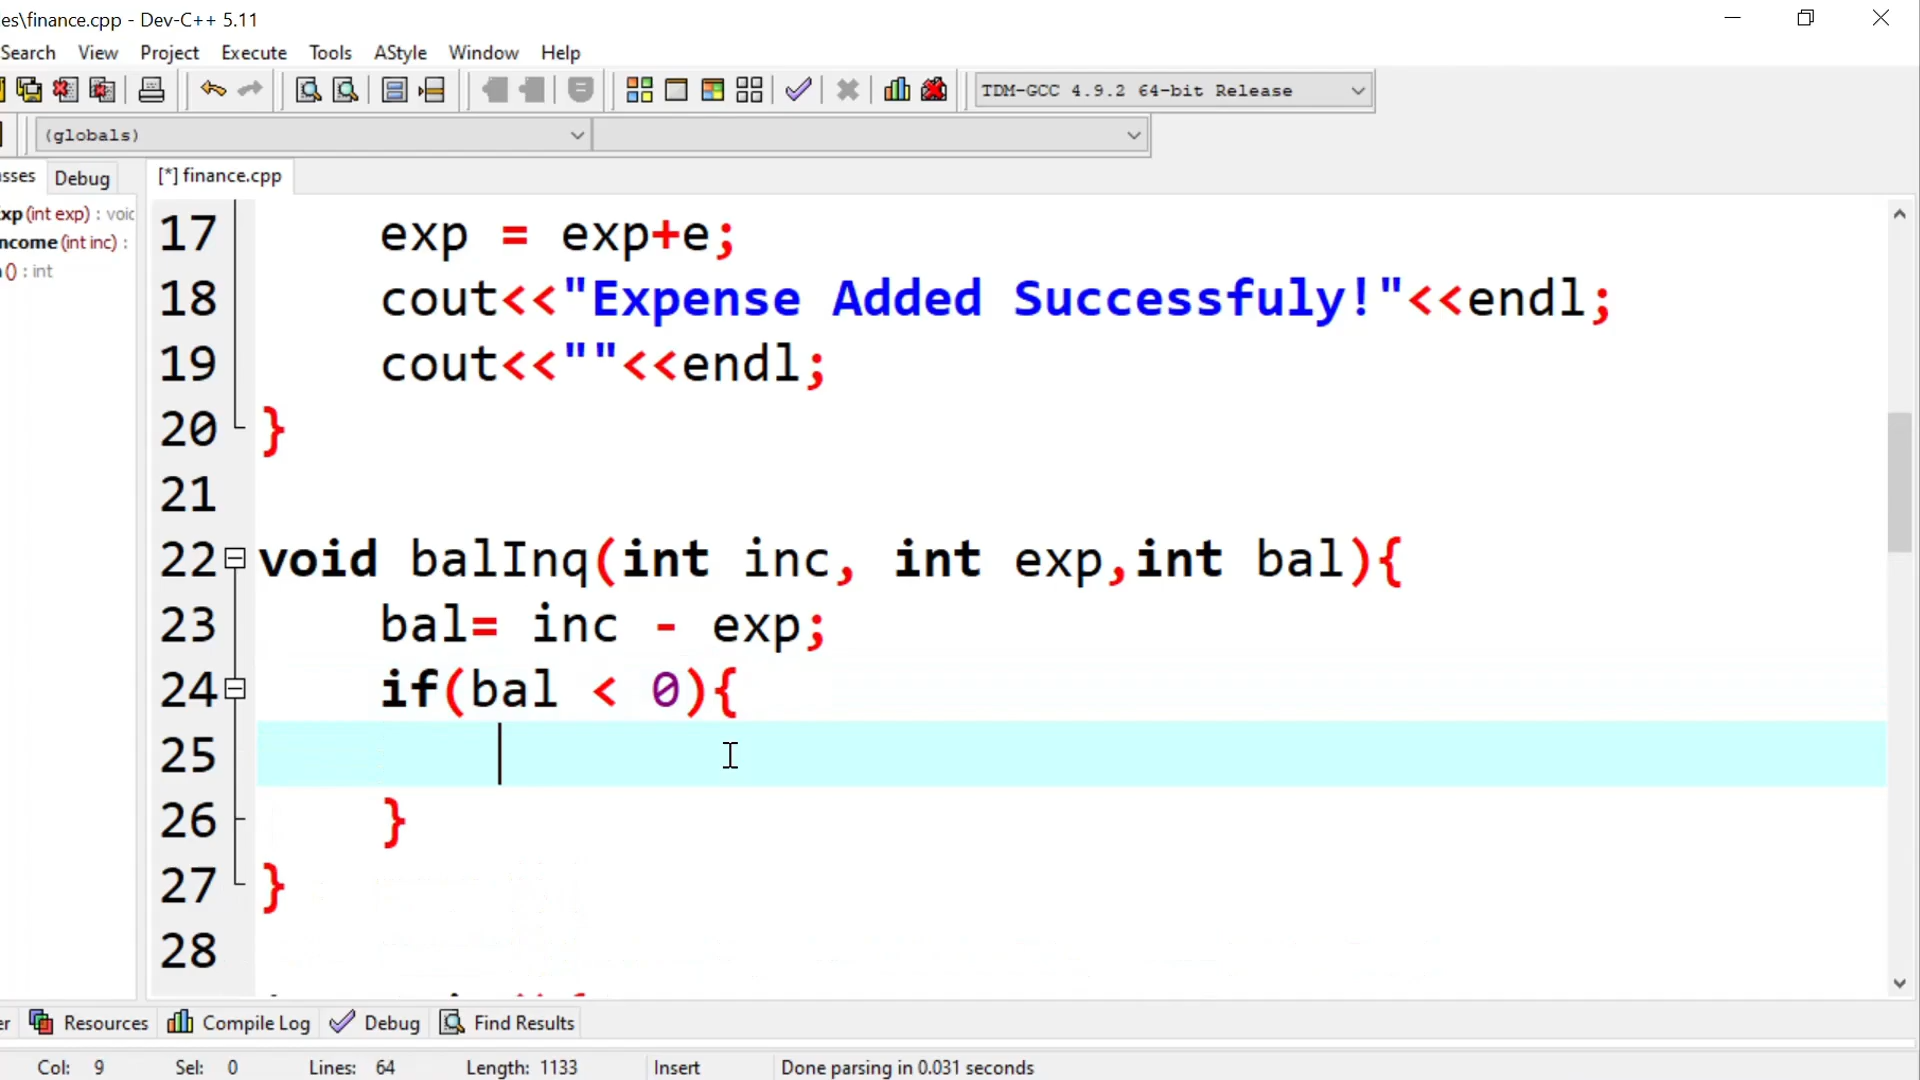 es\finance.cpp - Dev-C++ 5.11
Search View Project Execute Tools AStyle Window Help
TDM-GCC 4.9.2 64-bit Release
(globals)
sses Debug [*] finance.cpp
xp (int exp) : void
ncome (int inc) :
() : int
17 exp = exp+e;
18 cout<<"Expense Added Successfuly!"<<endl;
19 cout<<""<<endl;
20 }
21
22 void balInq(int inc, int exp,int bal){
23 bal= inc - exp;
24 if(bal < 0){
25
26 }
27 }
28
er Resources Compile Log Debug Find Results
Col: 9 Sel: 0 Lines: 64 Length: 1133 Insert Done parsing in 0.031 seconds